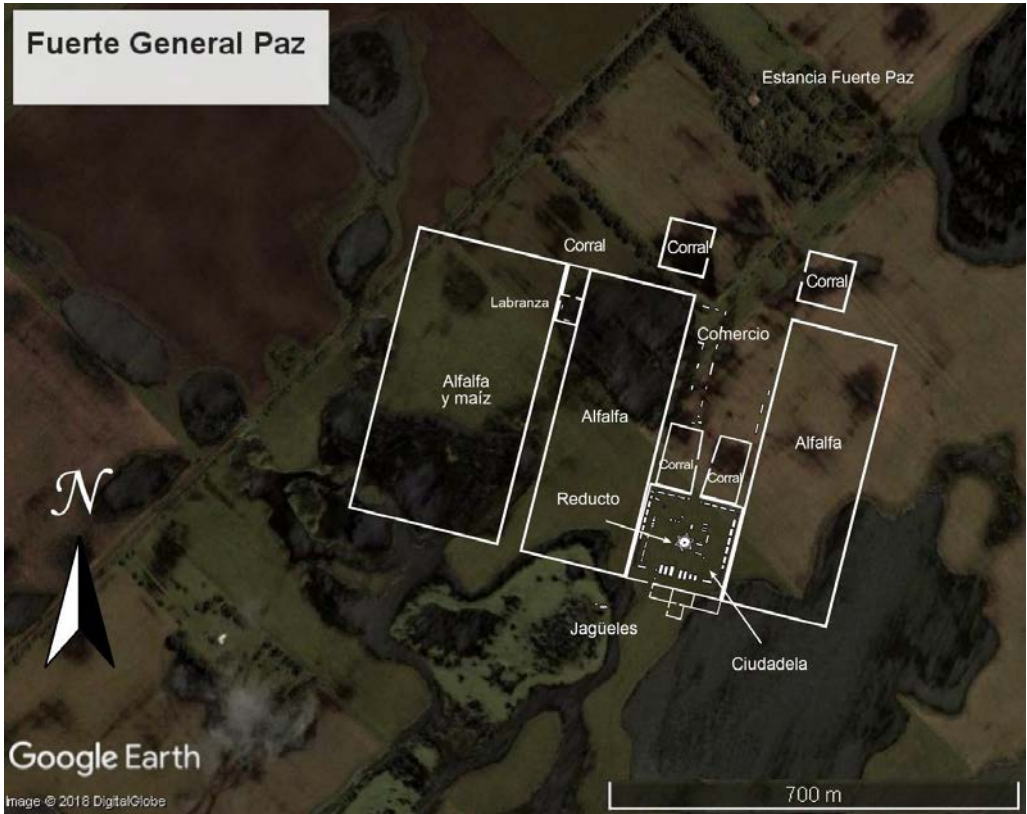 Fuerte General Paz
Estancia Fuerte Paz
Corral
Corral
Corral
Labranza
Comercio
Alfalfa
y maíz
Alfalfa
Alfalfa
Corral
Corral
Reducto
N
Jagüeles
Ciudadela
Google Earth
Image © 2018 DigitalGlobe
700 m